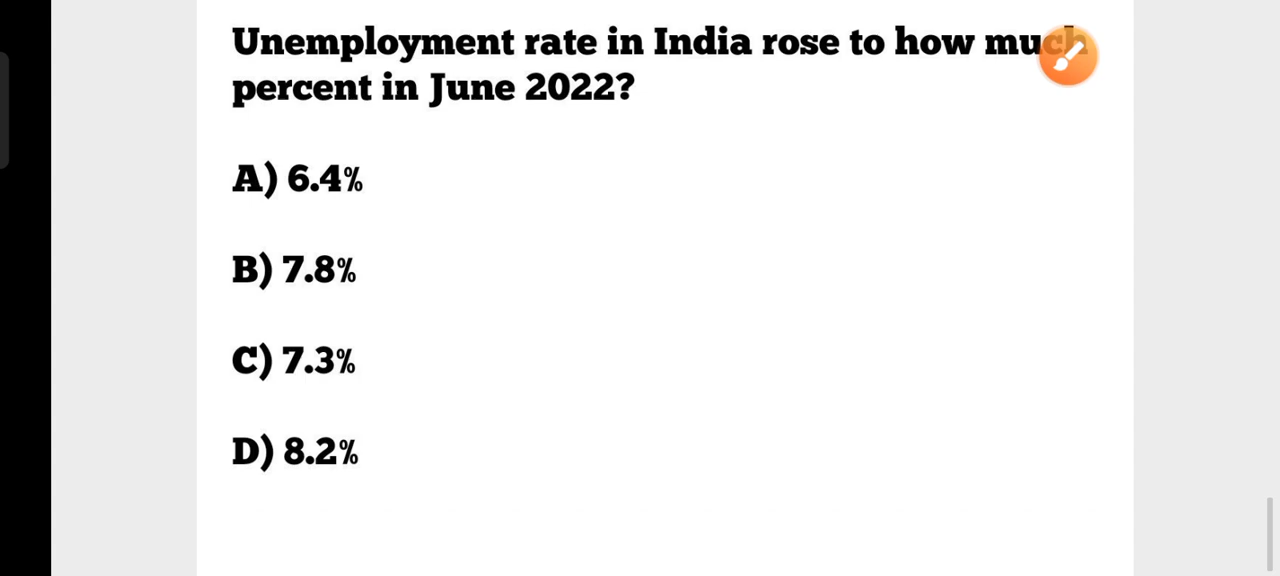 Unemployment rate in India rose to how much
percent in June 2022?
A) 6.4%
B) 7.8%
C) 7.3%
D) 8.2%